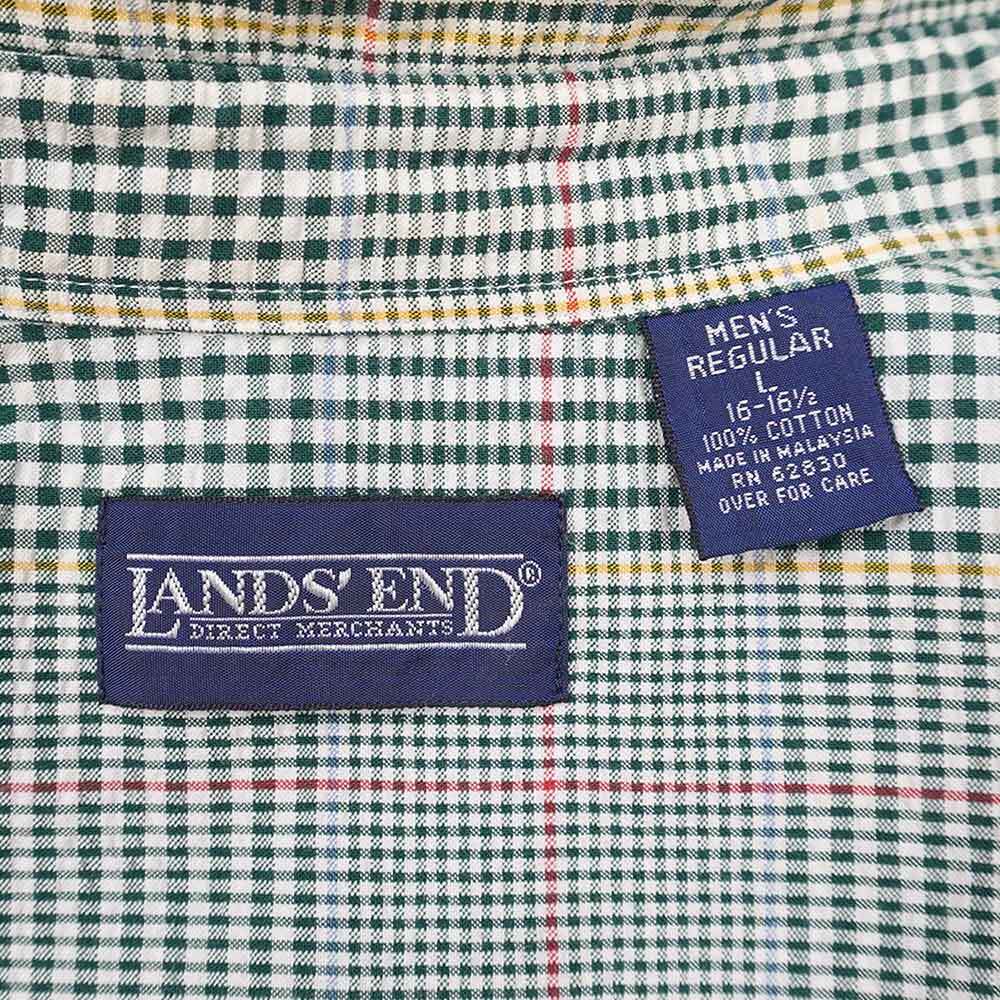 MEN'S
REGULAR
L
16-16½
100% COTTON
MADE IN MALAYSIA
RN 62830
OVER FOR CARE
LANDS' END®
DIRECT MERCHANTS